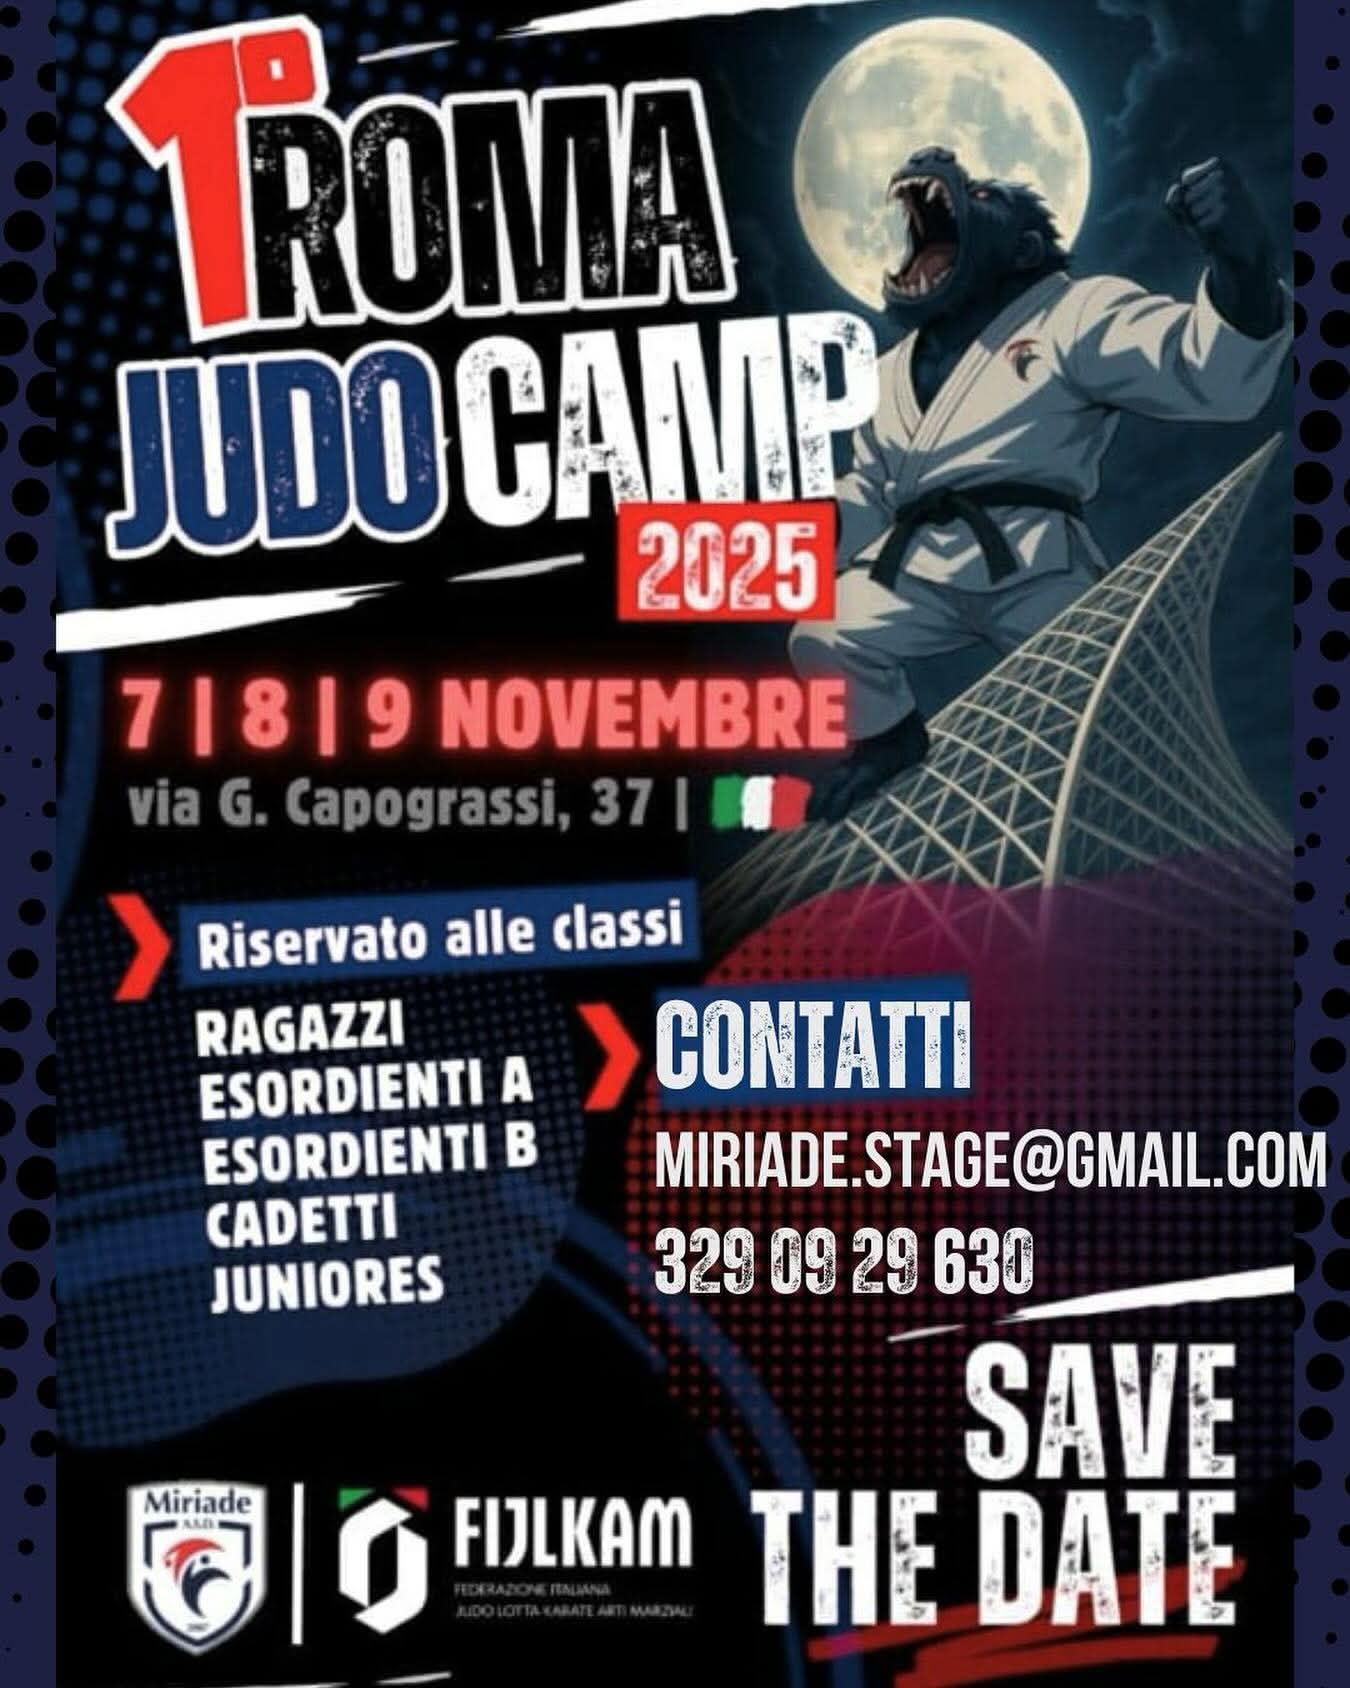 1º ROMA
JUDO CAMP
2025
7 | 8 | 9 NOVEMBRE
via G. Capograssi, 37 |
Riservato alle classi
RAGAZZI
ESORDIENTI A
ESORDIENTI B
CADETTI
JUNIORES
CONTATTI
MIRIADE.STAGE@GMAIL.COM
329 09 29 630
SAVE
THE DATE
Miriade
A.S.D.
FIJLKAM
FEDERAZIONE ITALIANA
JUDO LOTTA KARATE ARTI MARZIALI